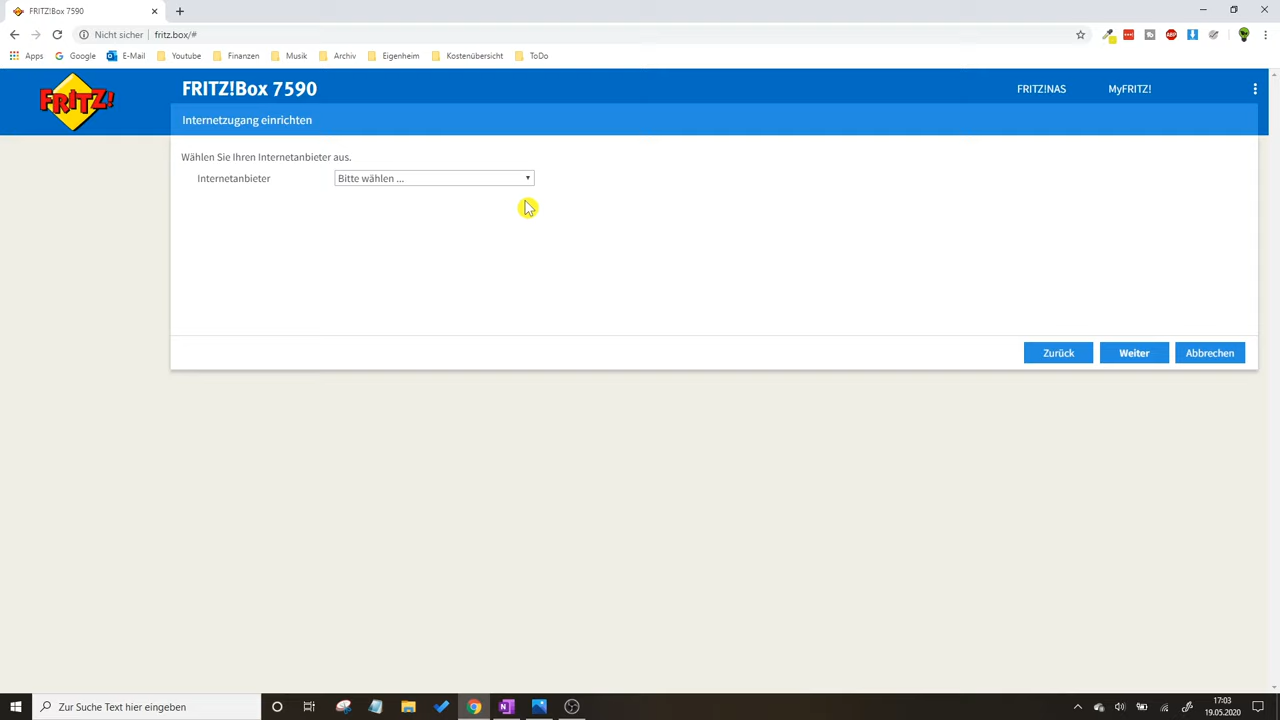 FRITZ!Box 7590
Nicht sicher | fritz.box/#
Apps Google E-Mail Youtube Finanzen Musik Archiv Eigenheim Kostenübersicht ToDo
FRITZ!
FRITZ!Box 7590 FRITZ!NAS MyFRITZ!
Internetzugang einrichten
Wählen Sie Ihren Internetanbieter aus.
Internetanbieter Bitte wählen ...
Zurück Weiter Abbrechen
Zur Suche Text hier eingeben
17:03
19.05.2020